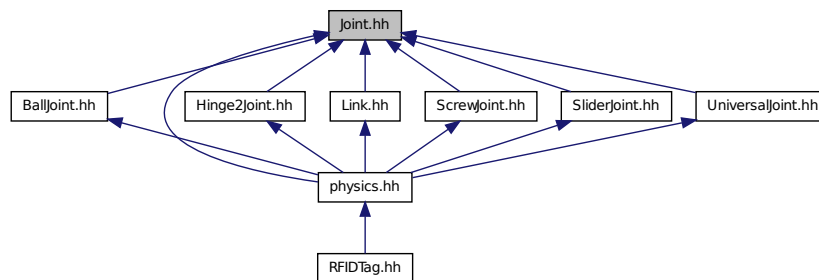 Joint.hh
BallJoint.hh
Hinge2Joint.hh
Link.hh
ScrewJoint.hh
SliderJoint.hh
UniversalJoint.hh
physics.hh
RFIDTag.hh